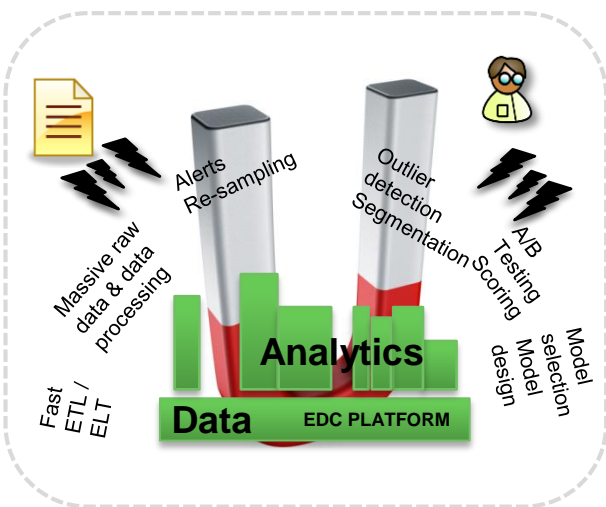 Alerts
Re-sampling
Outlier
detection
Segmentation
Massive raw
data & data
processing
A/B
Testing
Scoring
Fast
ETL /
ELT
Model
selection
Model
design
Analytics
Data
EDC PLATFORM